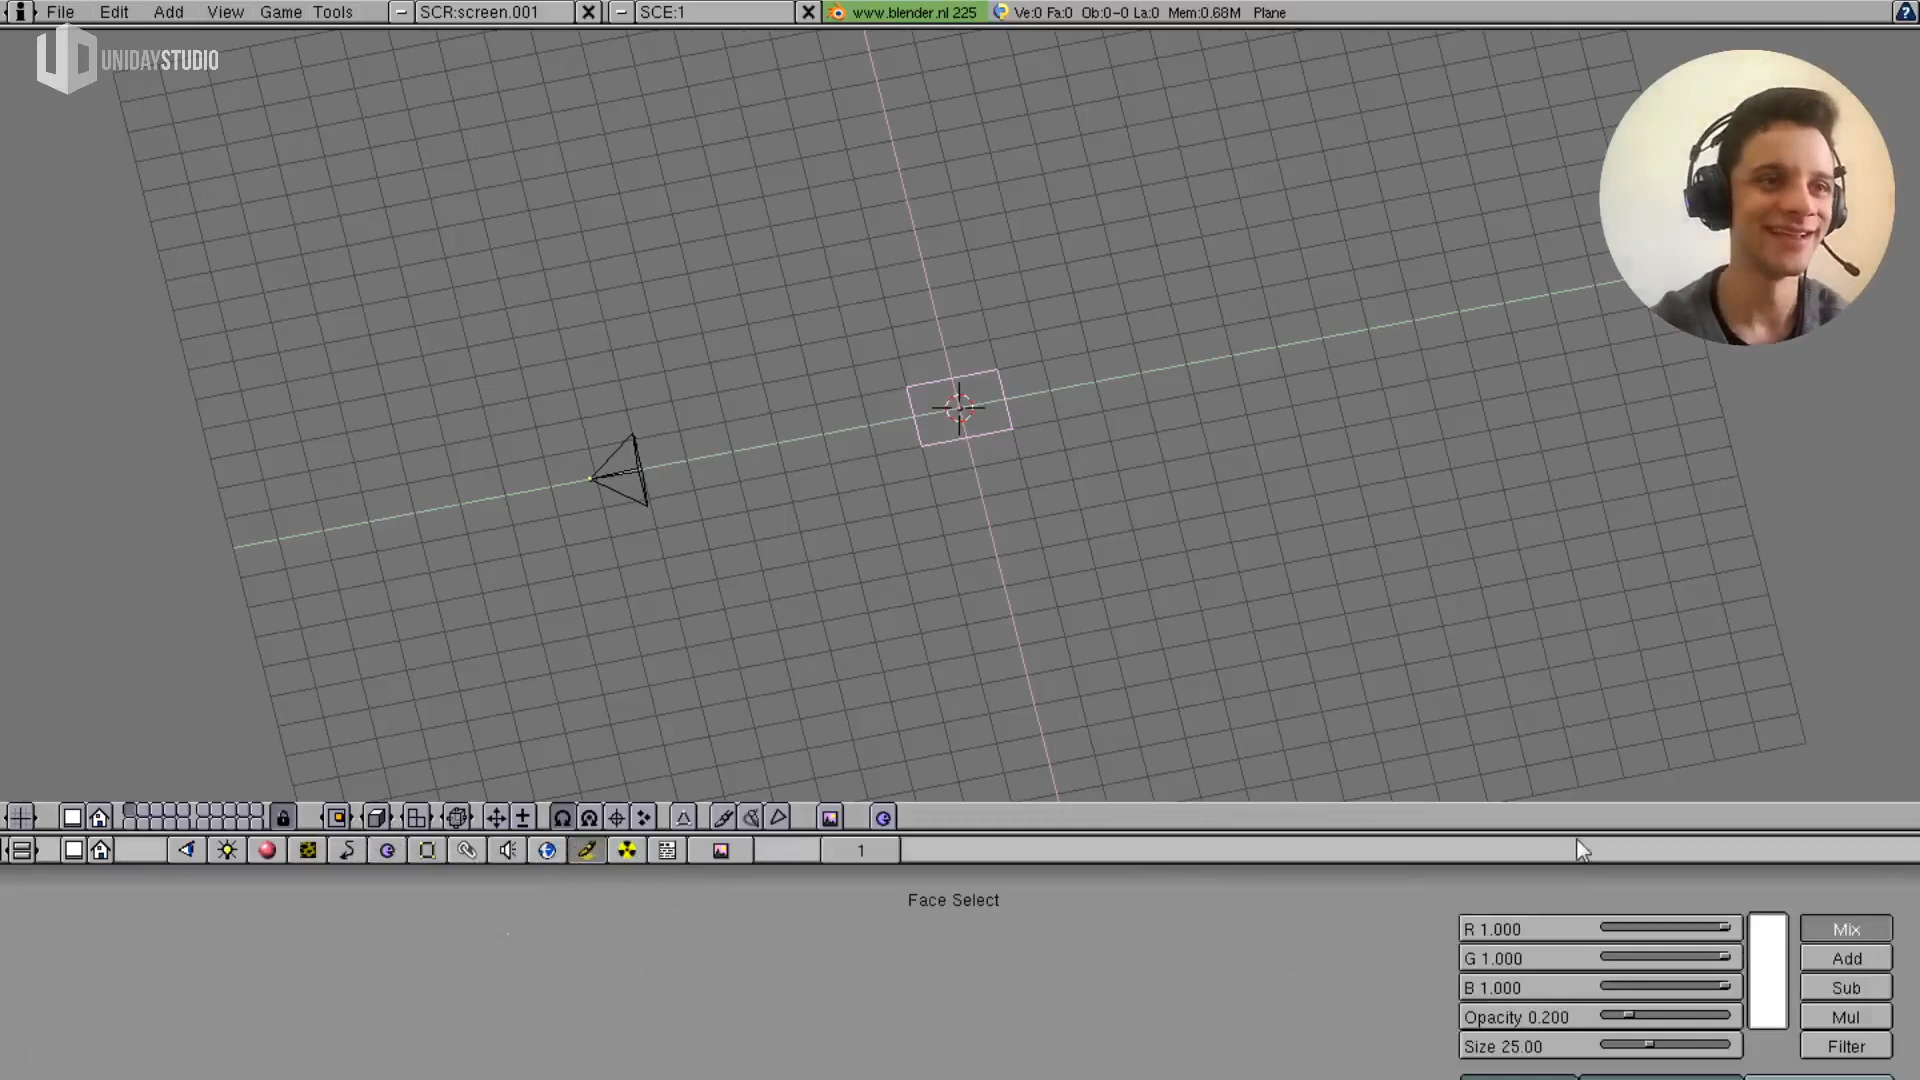 File Edit Add View Game Tools
SCR:screen.001
SCE:1
www.blender.nl 225
Ve:0 Fa:0 Ob:0-0 La:0 Mem:0.68M Plane
?
UNIDAYSTUDIO
1
Face Select
R 1.000
G 1.000
B 1.000
Opacity 0.200
Size 25.00
Mix
Add
Sub
Mul
Filter